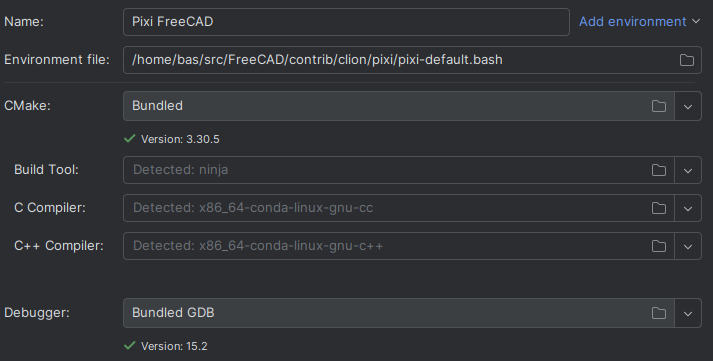 Name: Pixi FreeCAD Add environment
Environment file: /home/bas/src/FreeCAD/contrib/clion/pixi/pixi-default.bash
CMake: Bundled
Version: 3.30.5
Build Tool: Detected: ninja
C Compiler: Detected: x86_64-conda-linux-gnu-cc
C++ Compiler: Detected: x86_64-conda-linux-gnu-c++
Debugger: Bundled GDB
Version: 15.2